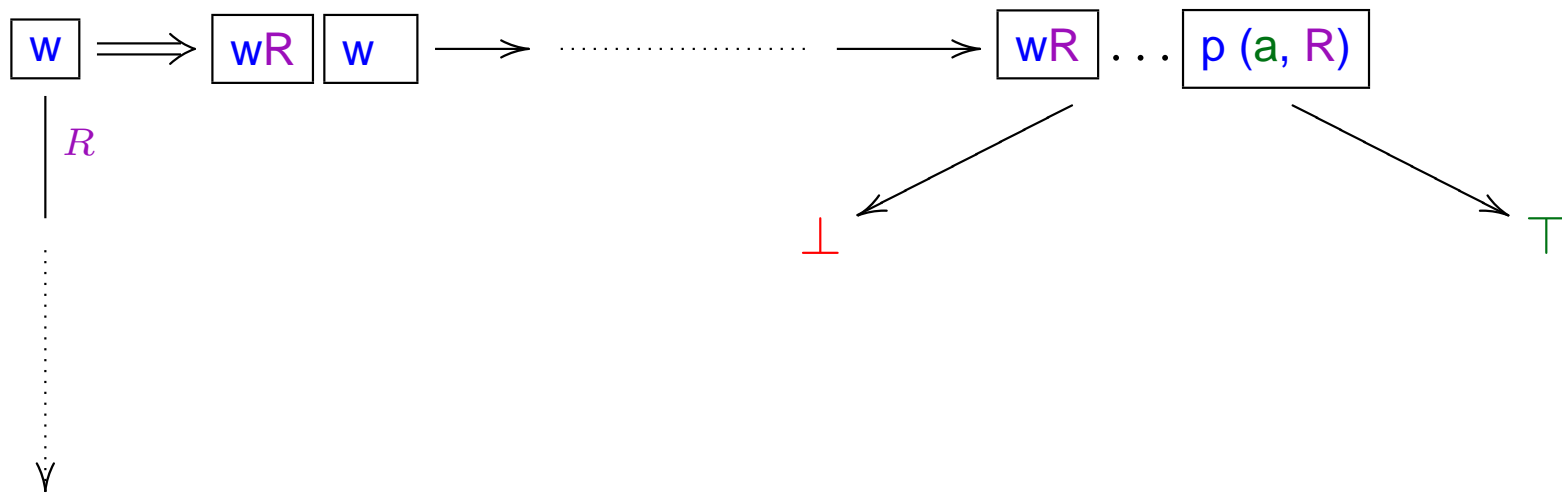 w wR w wR ... p (a, R)
R
⊥ ⊤